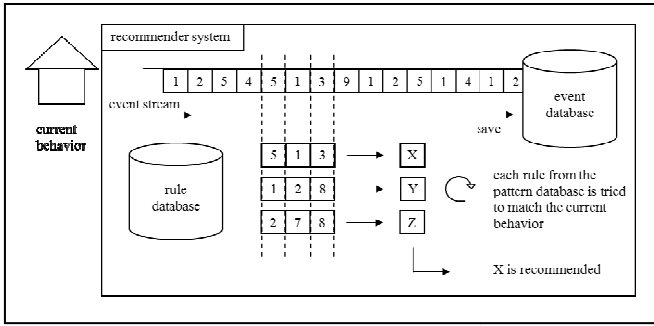 recommender system
1 2 5 4 5 1 3 9 1 2 5 1 4 1 2
event
database
event stream
save
current
behavior
rule
database
5 1 3 X
1 2 8 Y
2 7 8 Z
each rule from the
pattern database is tried
to match the current
behavior
X is recommended